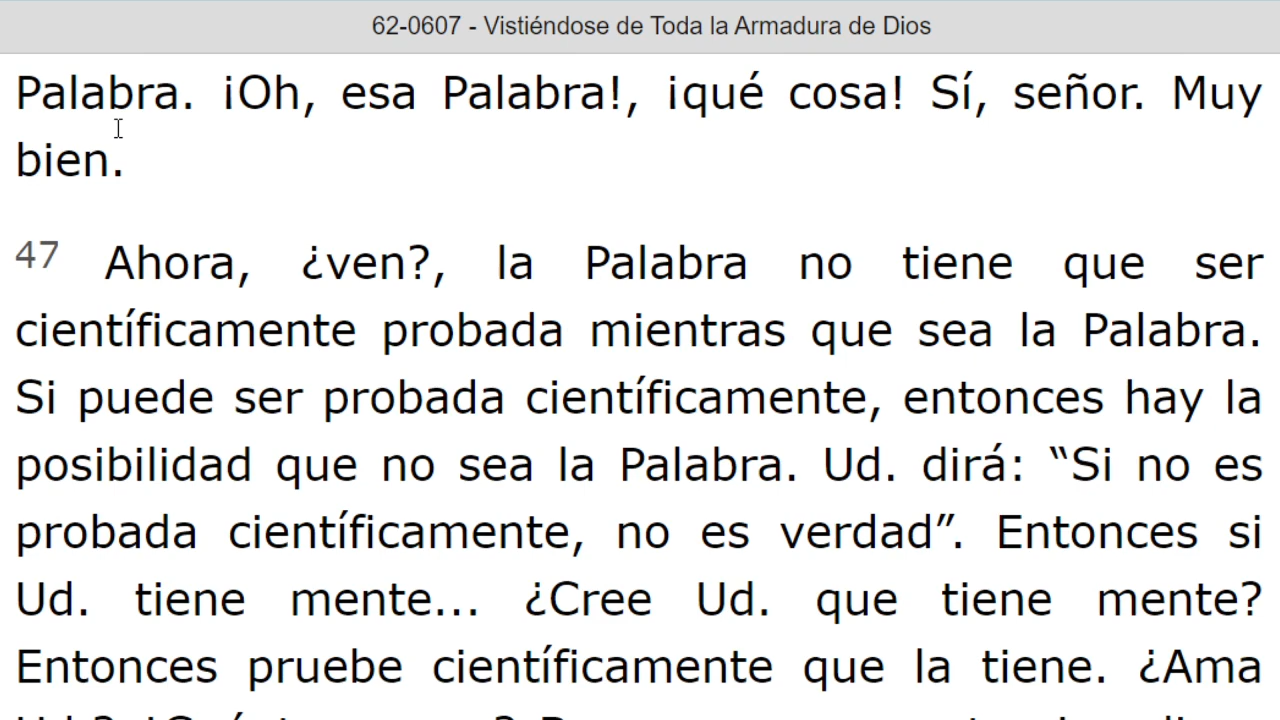 62-0607 - Vistiéndose de Toda la Armadura de Dios
Palabra. ¡Oh, esa Palabra!, ¡qué cosa! Sí, señor. Muy
bien.
47 Ahora, ¿ven?, la Palabra no tiene que ser
científicamente probada mientras que sea la Palabra.
Si puede ser probada científicamente, entonces hay la
posibilidad que no sea la Palabra. Ud. dirá: “Si no es
probada científicamente, no es verdad”. Entonces si
Ud. tiene mente... ¿Cree Ud. que tiene mente?
Entonces pruebe científicamente que la tiene. ¿Ama